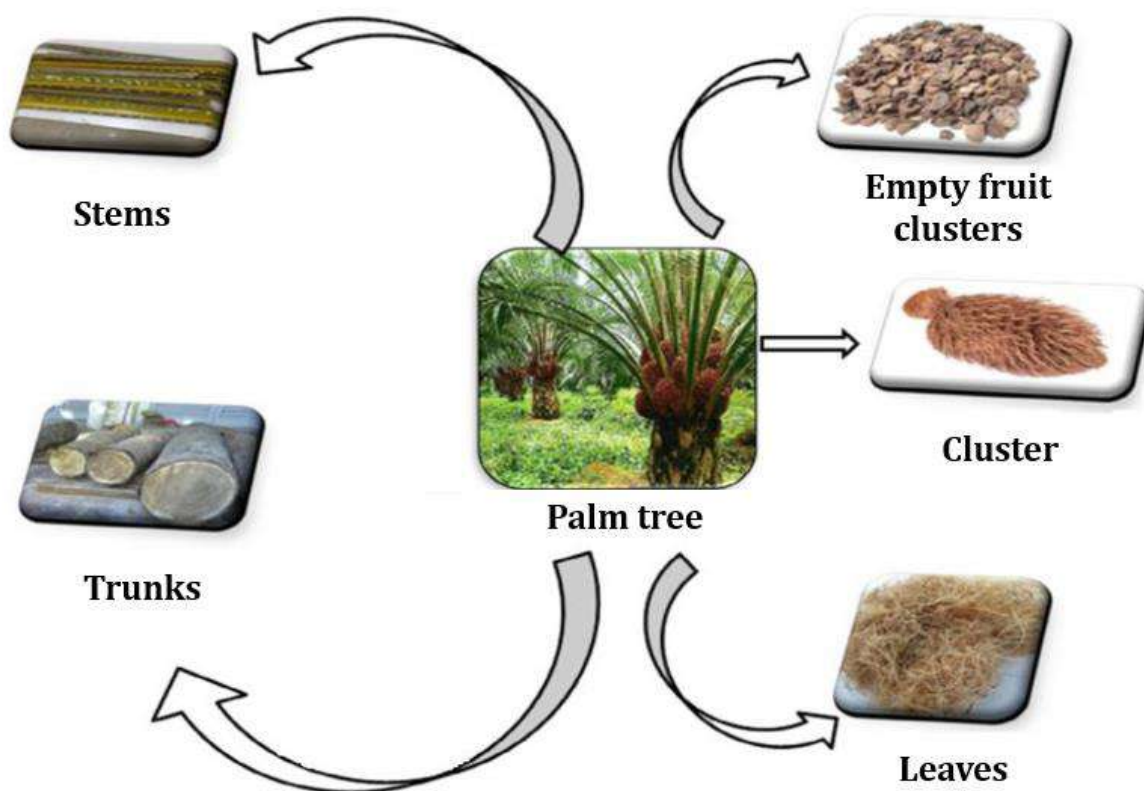 Stems
Empty fruit
clusters
Cluster
Palm tree
Trunks
Leaves